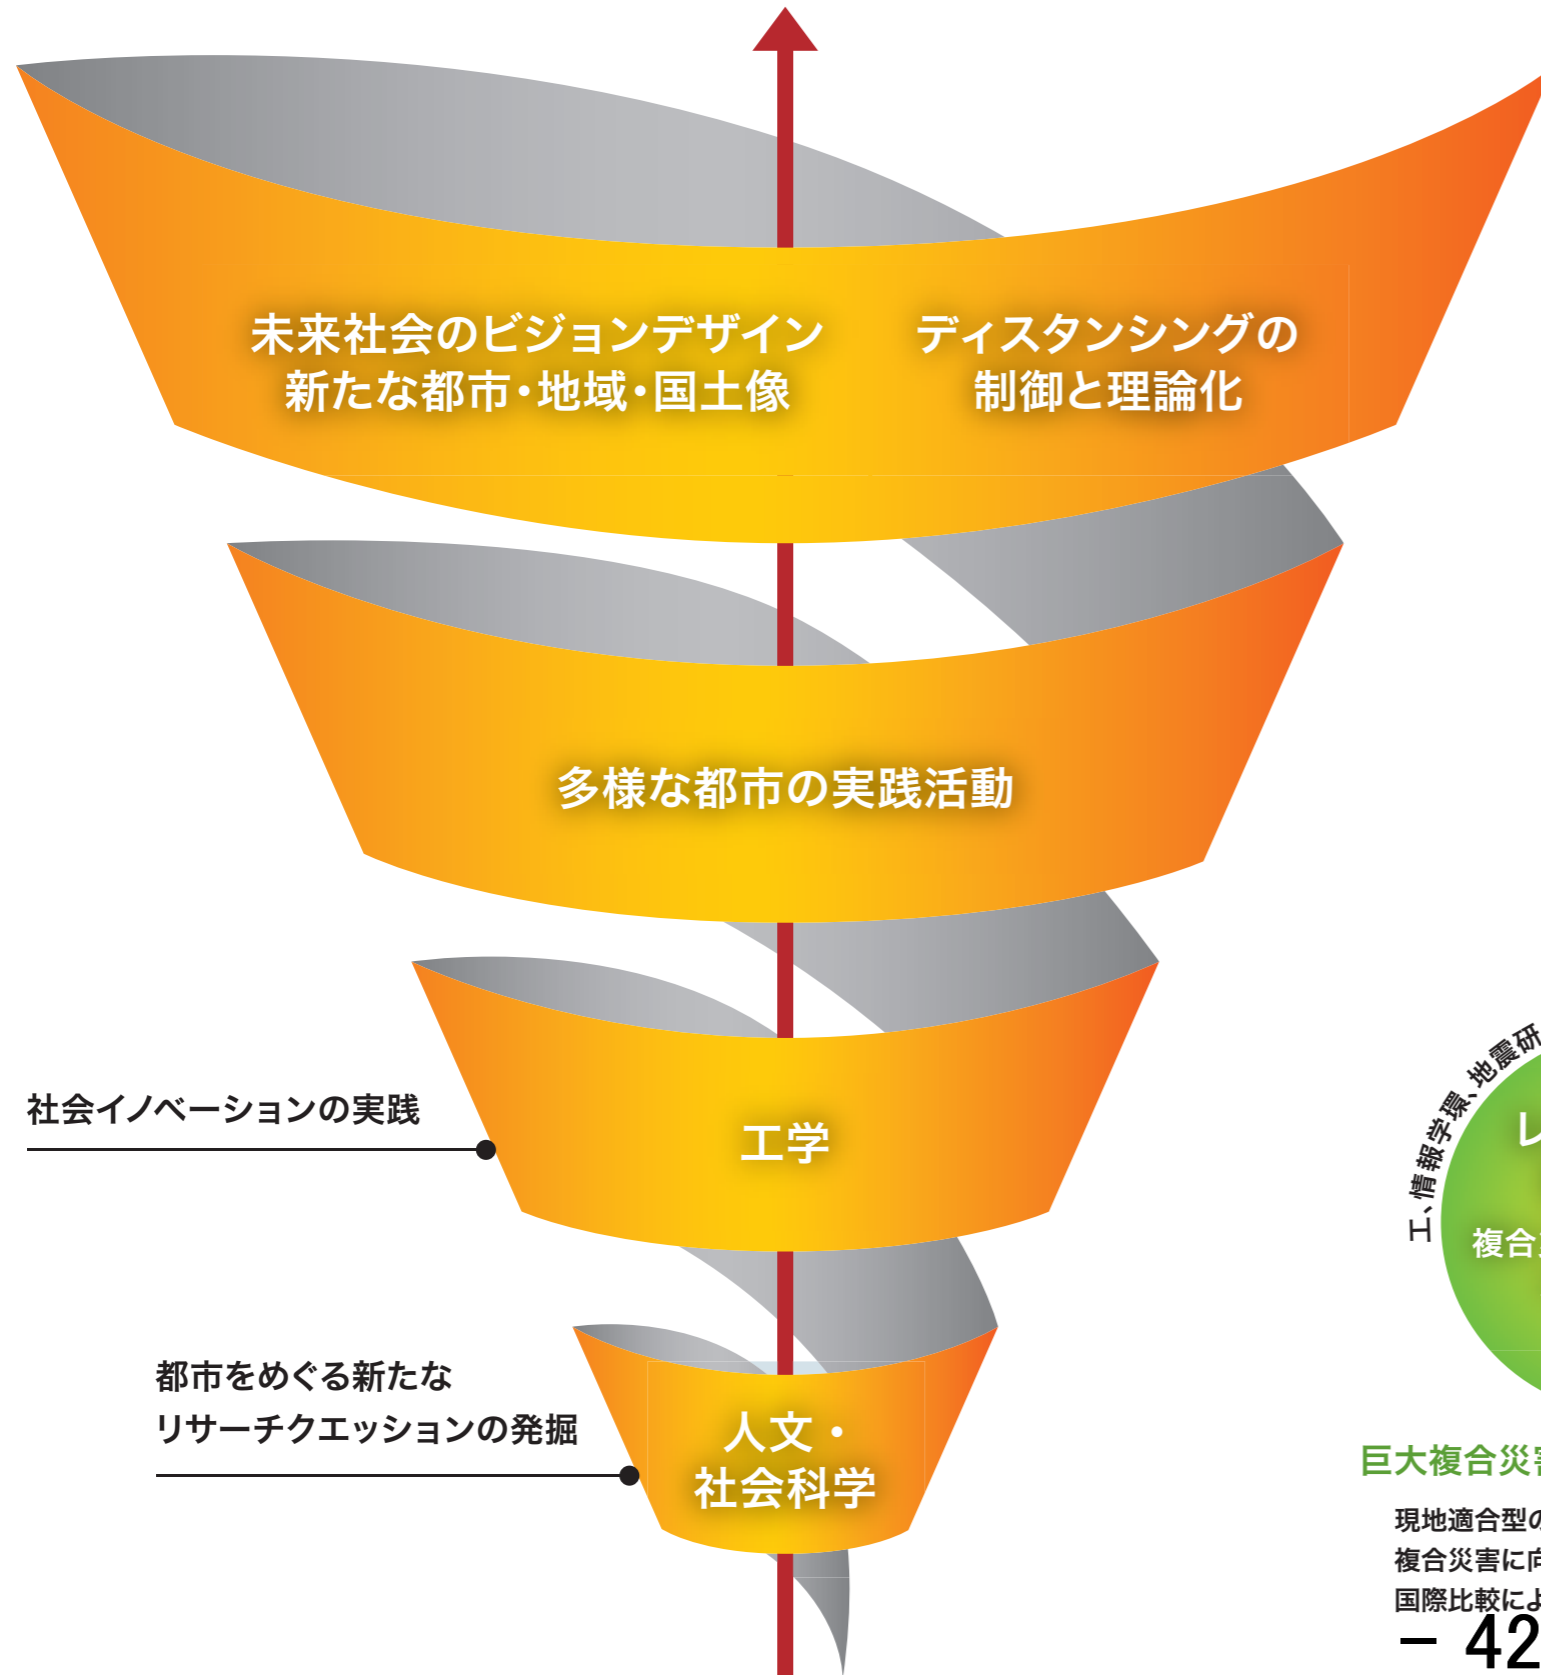 未来社会のビジョンデザイン
新たな都市・地域・国土像
ディスタンシングの
制御と理論化
多様な都市の実践活動
社会イノベーションの実践
工学
都市をめぐる新たな
リサーチクエッションの発掘
人文・
社会科学
工、情報学環、地震研
レ
複合
巨大複合災害
現地適合型の
複合災害に向
国際比較によ
− 42